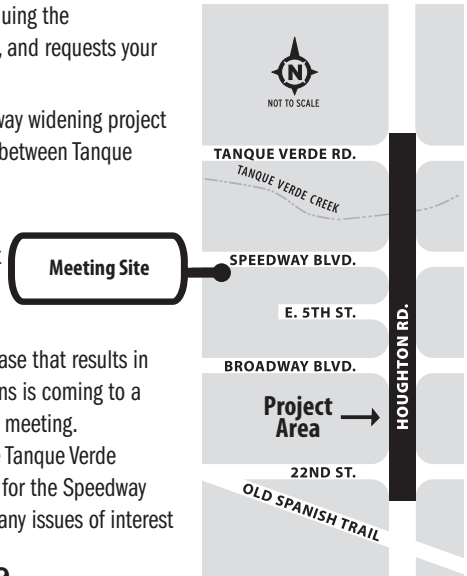 uing the
, and requests your
way widening project
between Tanque
Meeting Site
ase that results in
ns is coming to a
meeting.
Tanque Verde
for the Speedway
any issues of interest
N
NOT TO SCALE
TANQUE VERDE RD.
TANQUE VERDE CREEK
SPEEDWAY BLVD.
E. 5TH ST.
BROADWAY BLVD.
HOUGHTON RD.
Project
Area
22ND ST.
OLD SPANISH TRAIL